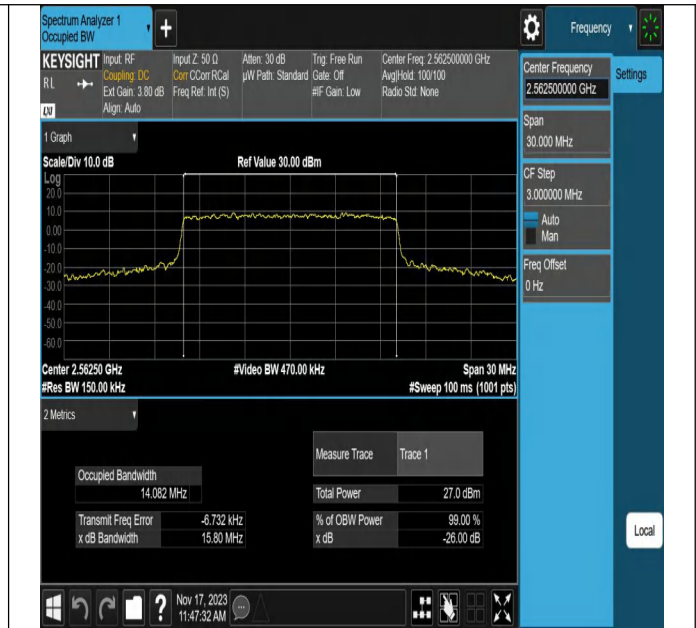 Spectrum Analyzer 1
Occupied BW
+
Frequency
KEYSIGHT
RL
LXI
Input: RF
Coupling: DC
Ext Gain: 3.80 dB
Align: Auto
Input Z: 50 Ω
Corr CCorr RCal
Freq Ref: Int (S)
Atten: 30 dB
µW Path: Standard
Trig: Free Run
Gate: Off
#IF Gain: Low
Center Freq: 2.562500000 GHz
Avg|Hold: 100/100
Radio Std: None
Center Frequency
2.562500000 GHz
Settings
Span
30.000 MHz
CF Step
3.000000 MHz
Auto
Man
Freq Offset
0 Hz
Local
1 Graph
Scale/Div 10.0 dB
Ref Value 30.00 dBm
Log
20.0
10.0
0.00
-10.0
-20.0
-30.0
-40.0
-50.0
-60.0
Center 2.56250 GHz
#Video BW 470.00 kHz
Span 30 MHz
#Res BW 150.00 kHz
#Sweep 100 ms (1001 pts)
2 Metrics
Measure Trace
Trace 1
Occupied Bandwidth
14.082 MHz
Total Power
27.0 dBm
Transmit Freq Error
-6.732 kHz
% of OBW Power
99.00 %
x dB Bandwidth
15.80 MHz
x dB
-26.00 dB
?
Nov 17, 2023
11:47:32 AM